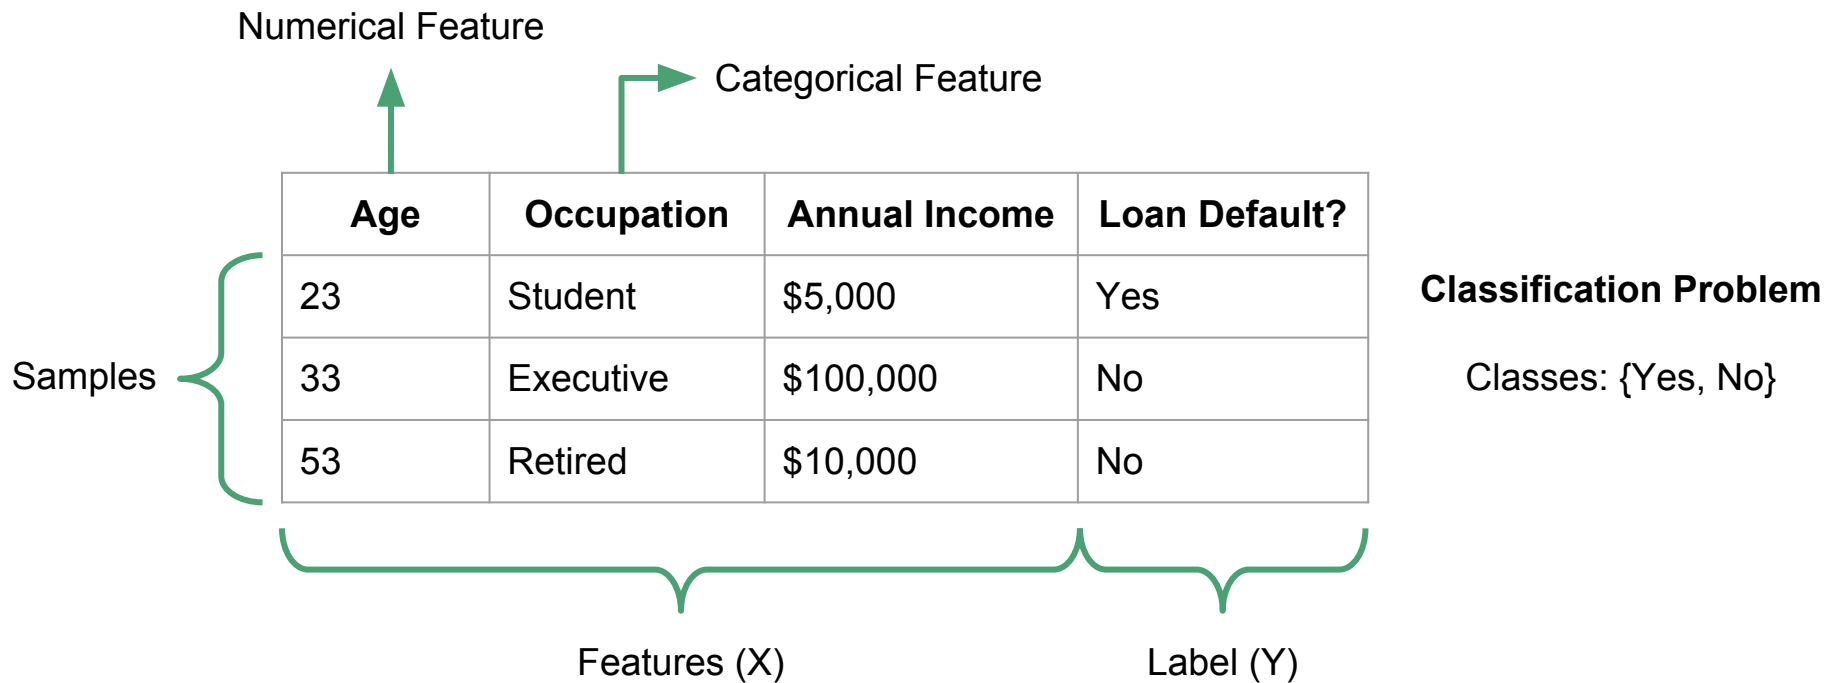 Numerical Feature
Categorical Feature
Age Occupation Annual Income Loan Default?
23 Student $5,000 Yes
Classification Problem
Samples
33 Executive $100,000 No
Classes: {Yes, No}
53 Retired $10,000 No
Features (X)
Label (Y)